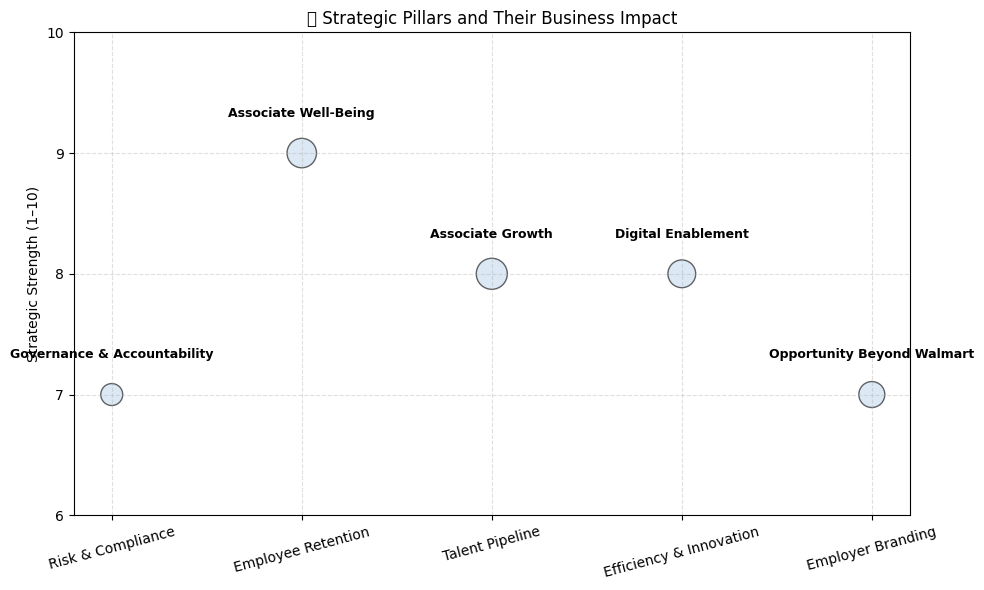 Strategic Pillars and Their Business Impact
10
Associate Well-Being
9
Associate Growth
Digital Enablement
8
Strategic Strength (1–10)
Governance & Accountability
Opportunity Beyond Walmart
7
6
Risk & Compliance
Employee Retention
Talent Pipeline
Efficiency & Innovation
Employer Branding